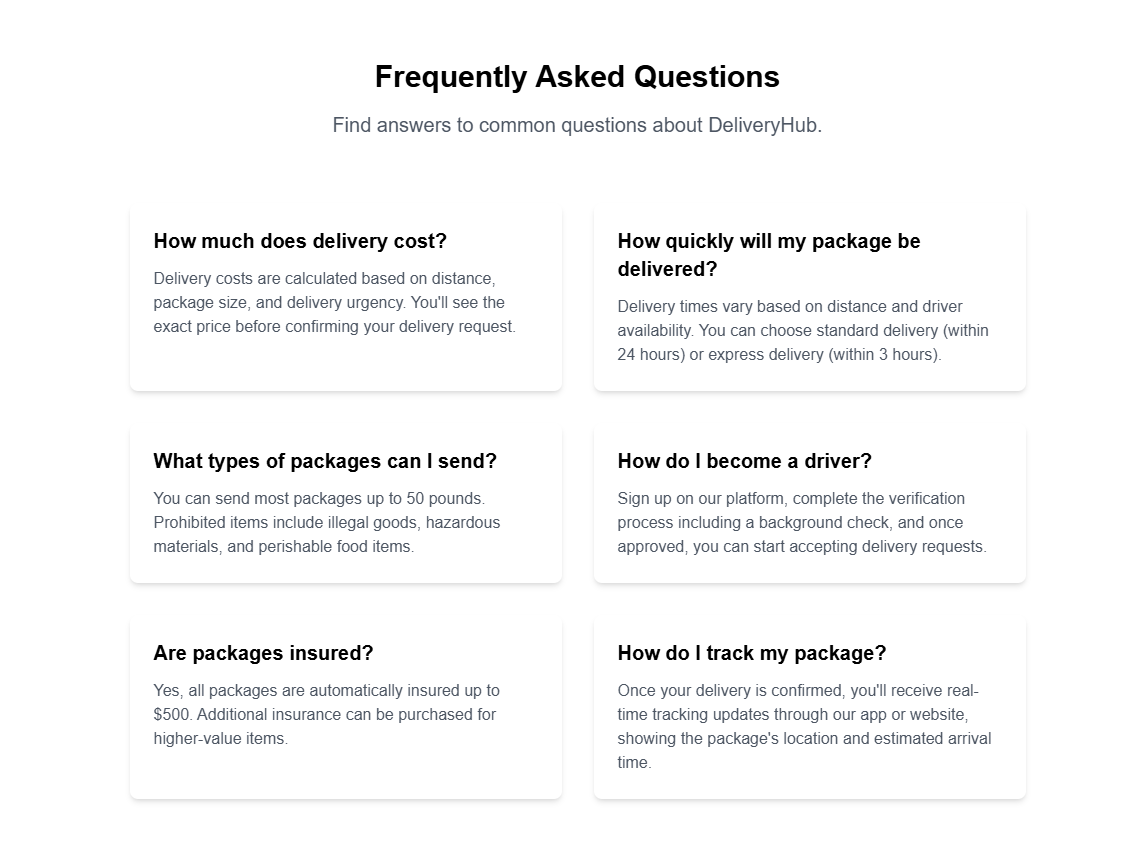 Frequently Asked Questions
Find answers to common questions about DeliveryHub.
How much does delivery cost?
Delivery costs are calculated based on distance,
package size, and delivery urgency. You'll see the
exact price before confirming your delivery request.
How quickly will my package be
delivered?
Delivery times vary based on distance and driver
availability. You can choose standard delivery (within
24 hours) or express delivery (within 3 hours).
What types of packages can I send?
You can send most packages up to 50 pounds.
Prohibited items include illegal goods, hazardous
materials, and perishable food items.
How do I become a driver?
Sign up on our platform, complete the verification
process including a background check, and once
approved, you can start accepting delivery requests.
Are packages insured?
Yes, all packages are automatically insured up to
$500. Additional insurance can be purchased for
higher-value items.
How do I track my package?
Once your delivery is confirmed, you'll receive real-
time tracking updates through our app or website,
showing the package's location and estimated arrival
time.